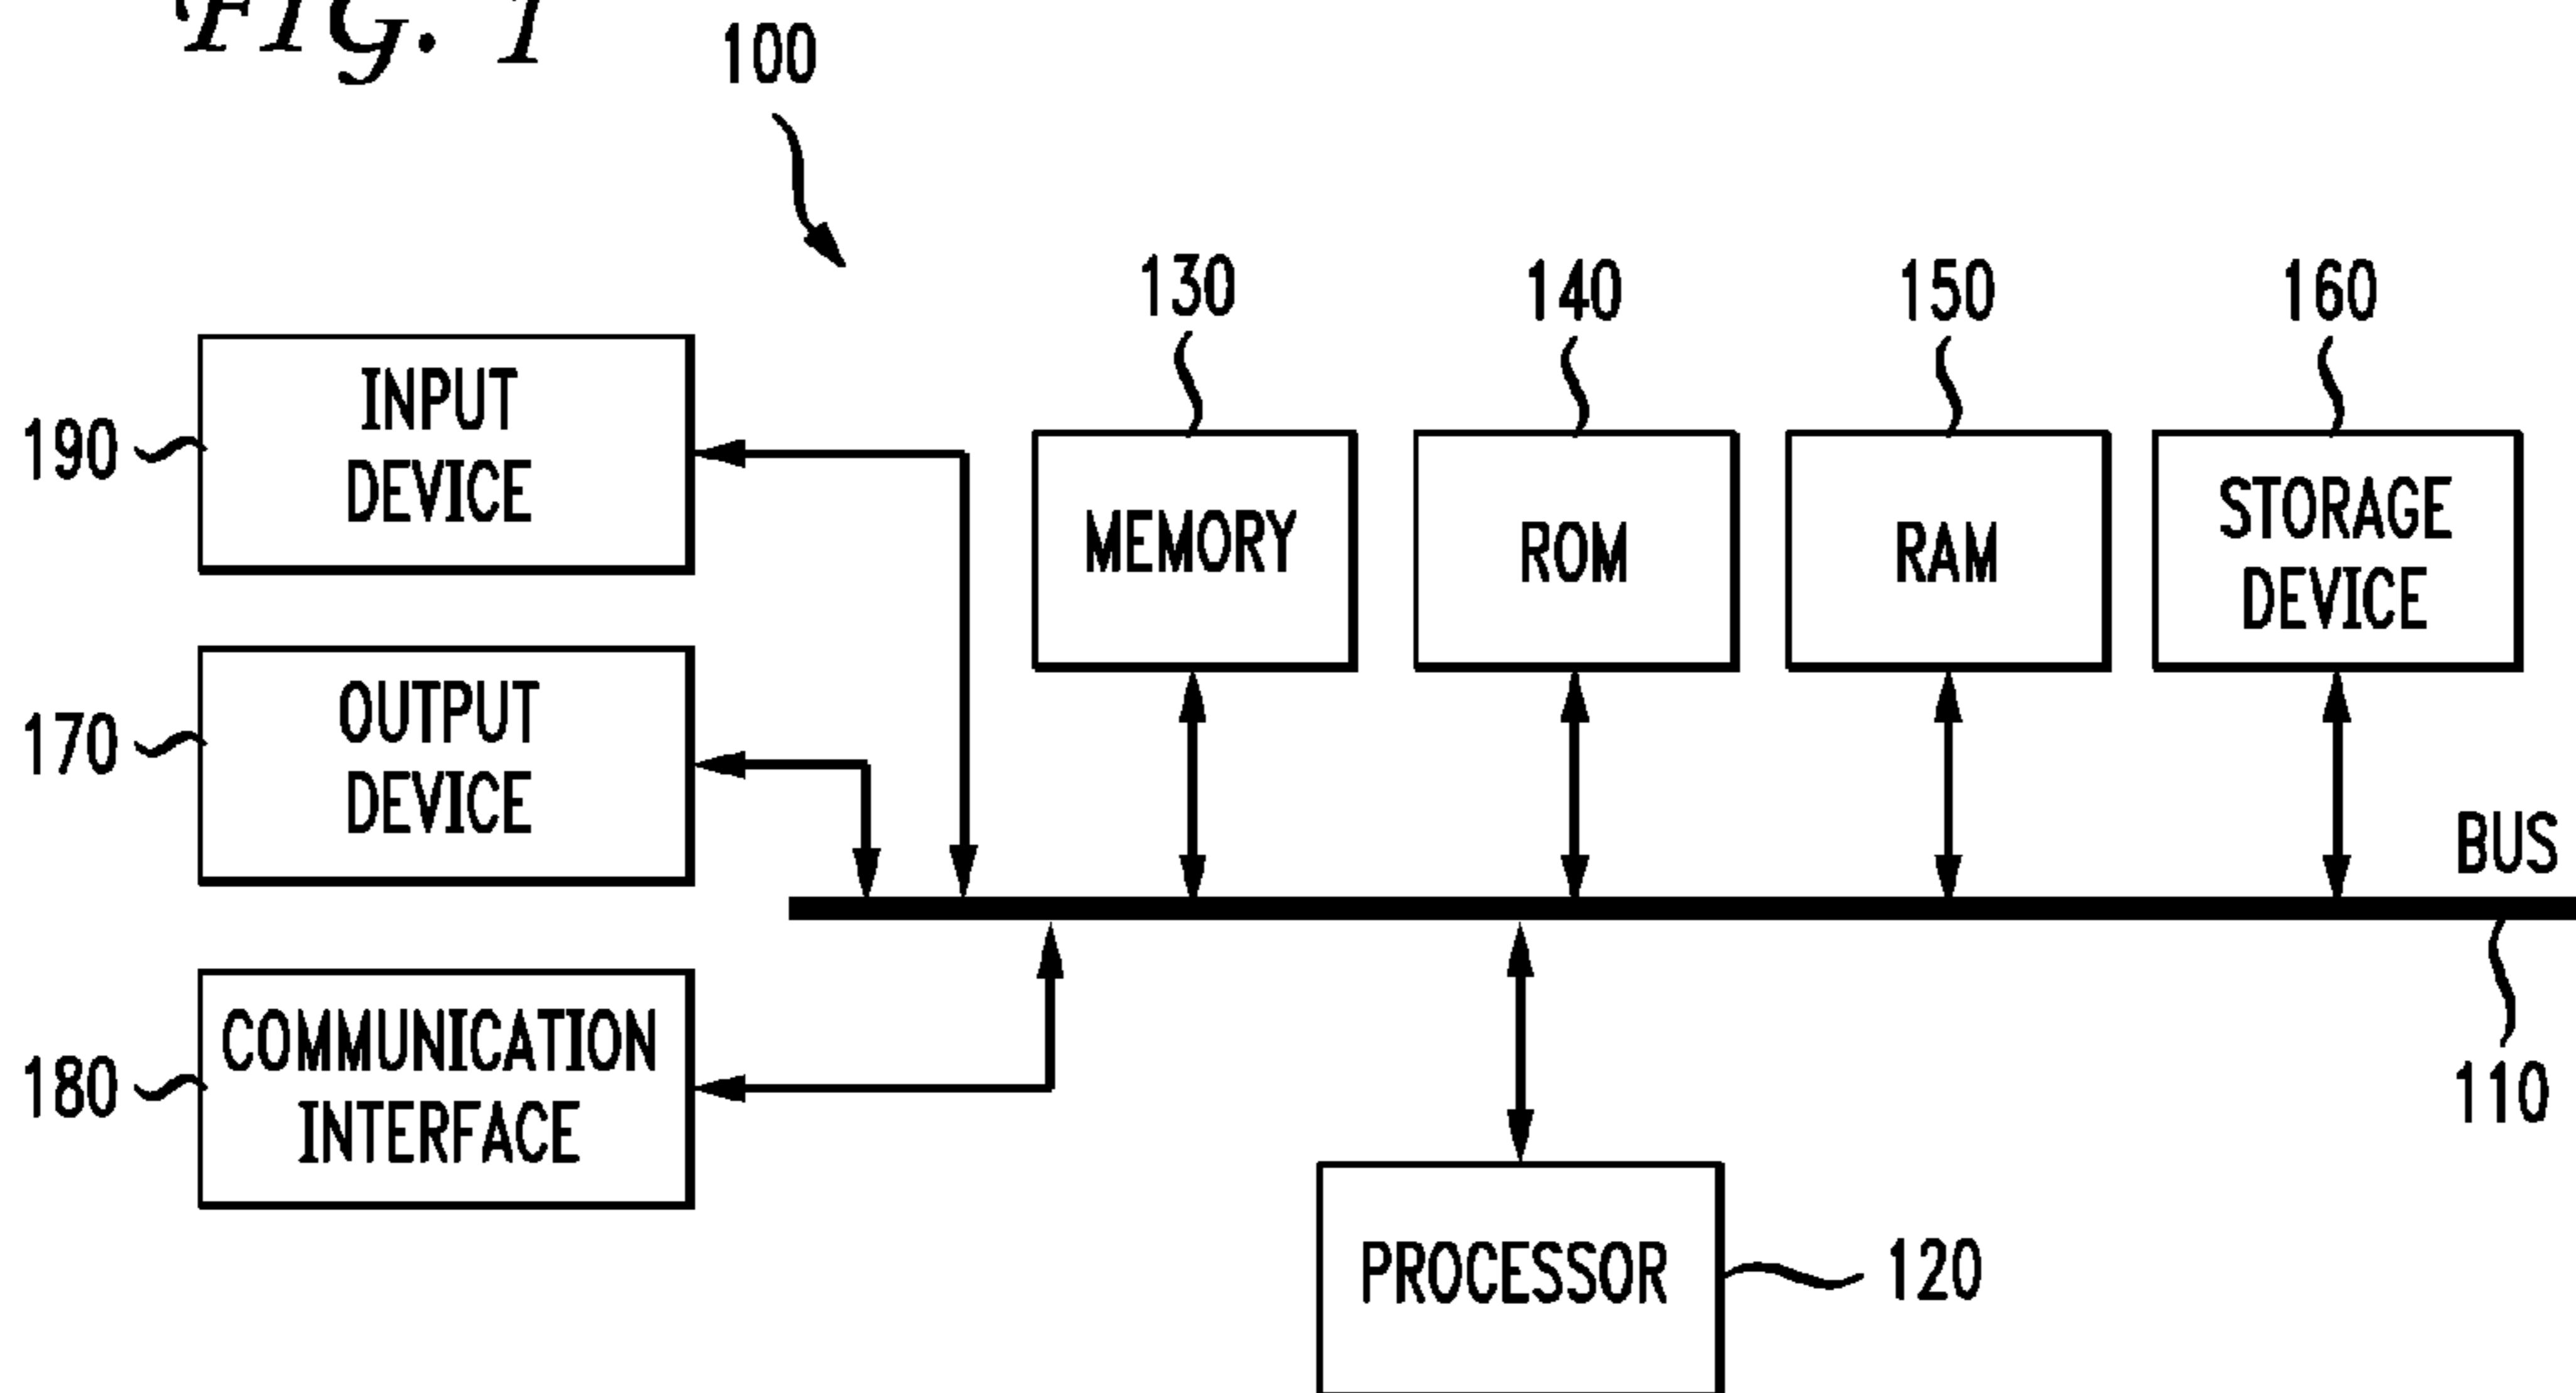 FIG. 1
100
130
140
150
160
190
INPUT
DEVICE
MEMORY
ROM
RAM
STORAGE
DEVICE
170
OUTPUT
DEVICE
BUS
180
COMMUNICATION
INTERFACE
110
PROCESSOR
120